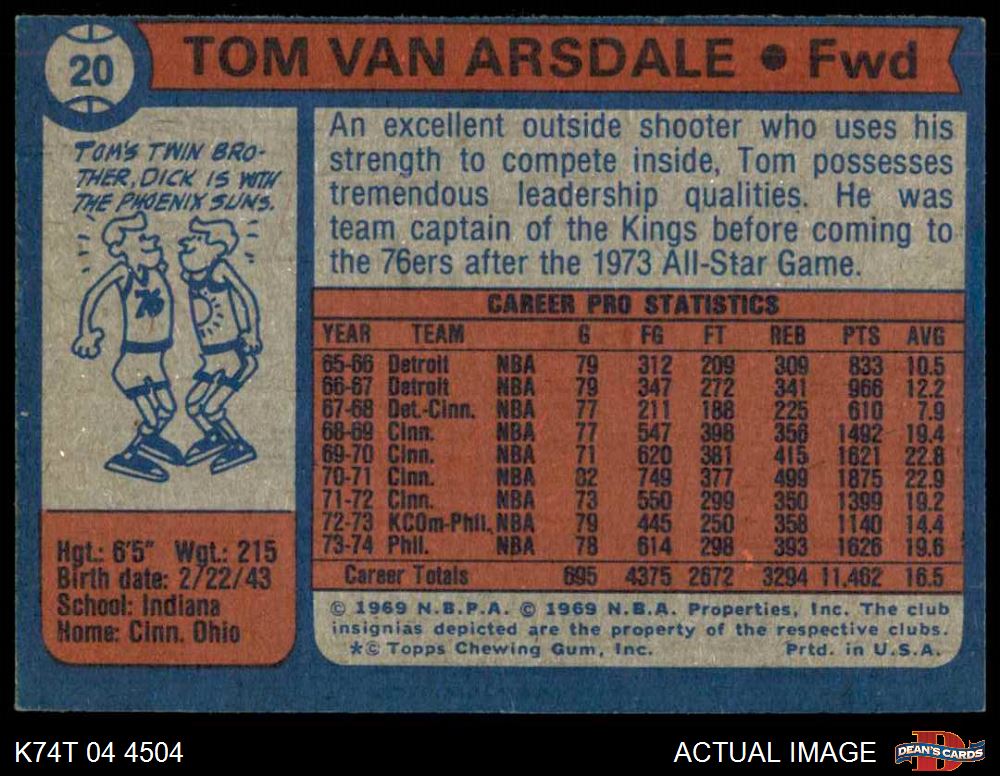 20
TOM VAN ARSDALE • Fwd
TOM'S TWIN BRO-
THER, DICK IS WITH
THE PHOENIX SUNS.
76
An excellent outside shooter who uses his
strength to compete inside, Tom possesses
tremendous leadership qualities. He was
team captain of the Kings before coming to
the 76ers after the 1973 All-Star Game.
CAREER PRO STATISTICS
YEAR TEAM G FG FT REB PTS AVG
65-66 Detroit NBA 79 312 209 309 833 10.5
66-67 Detroit NBA 79 347 272 341 966 12.2
67-68 Det.-Cinn. NBA 77 211 188 225 610 7.9
68-69 Cinn. NBA 77 547 398 356 1492 19.4
69-70 Cinn. NBA 71 620 381 415 1621 22.8
70-71 Cinn. NBA 82 749 377 499 1875 22.9
71-72 Cinn. NBA 73 550 299 350 1399 19.2
72-73 KCOm-Phil. NBA 79 445 250 358 1140 14.4
73-74 Phil. NBA 78 614 298 393 1626 19.6
Career Totals 695 4375 2672 3294 11,462 16.5
Hgt.: 6'5" Wgt.: 215
Birth date: 2/22/43
School: Indiana
Home: Cinn. Ohio
© 1969 N.B.P.A. © 1969 N.B.A. Properties, Inc. The club
insignias depicted are the property of the respective clubs.
*© Topps Chewing Gum, Inc. Prtd. in U.S.A.
K74T 04 4504
ACTUAL IMAGE
DEAN'S CARDS